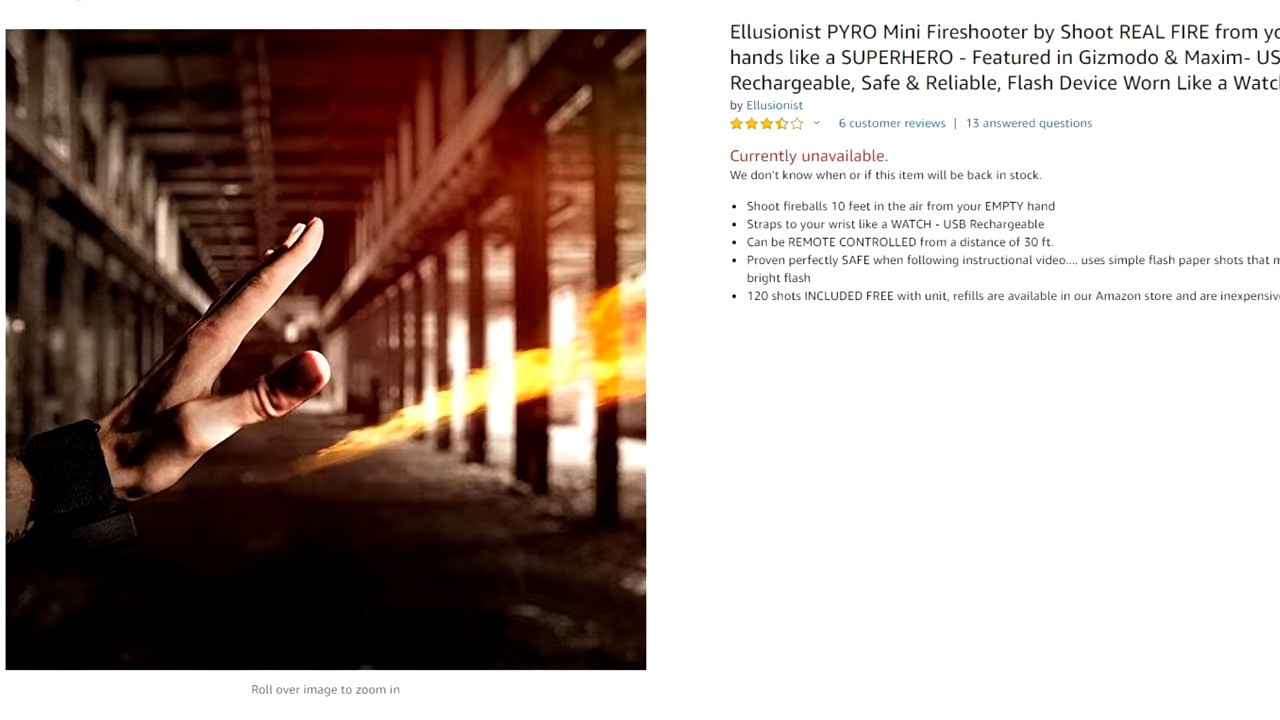 Ellusionist PYRO Mini Fireshooter by Shoot REAL FIRE from
hands like a SUPERHERO - Featured in Gizmodo & Maxim-
Rechargeable, Safe & Reliable, Flash Device Worn Like a
by Ellusionist
6 customer reviews | 13 answered questions
Currently unavailable.
We don't know when or if this item will be back in stock.
• Shoot fireballs 10 feet in the air from your EMPTY hand
• Straps to your wrist like a WATCH - USB Rechargeable
• Can be REMOTE CONTROLLED from a distance of 30 ft.
• Proven perfectly SAFE when following instructional video.... uses simple flash paper shots that
bright flash
• 120 shots INCLUDED FREE with unit, refills are available in our Amazon store and are
Roll over image to zoom in